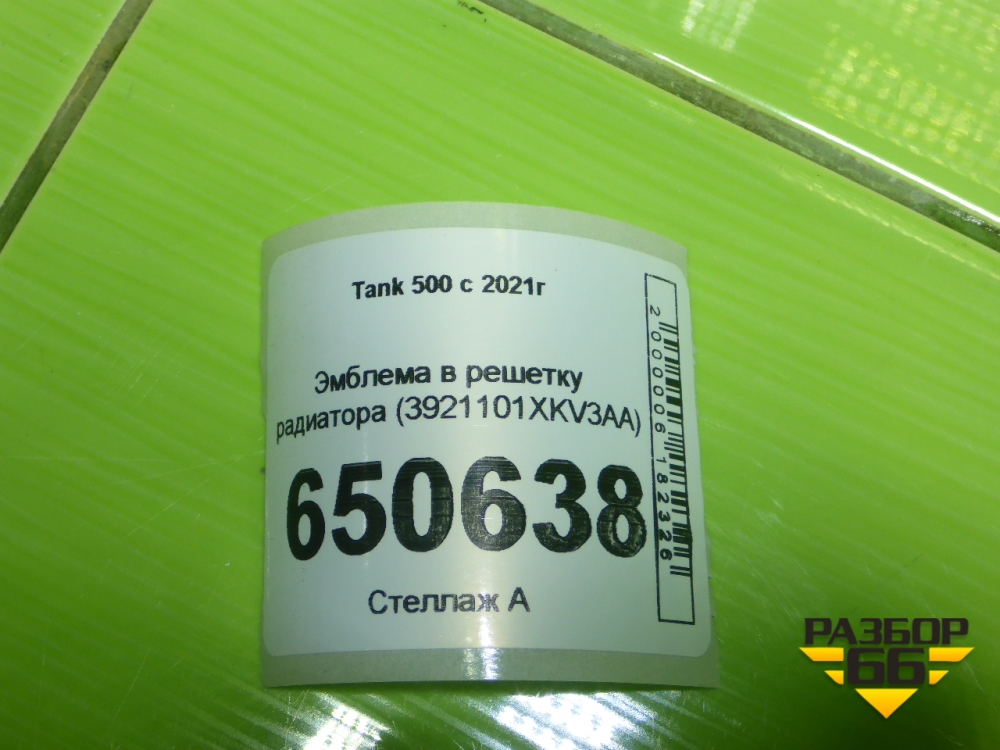 Tank 500 с 2021г
Эмблема в решетку
радиатора (3921101XKV3AA)
650638
Стеллаж А
2000006182326
РАЗБОР
66